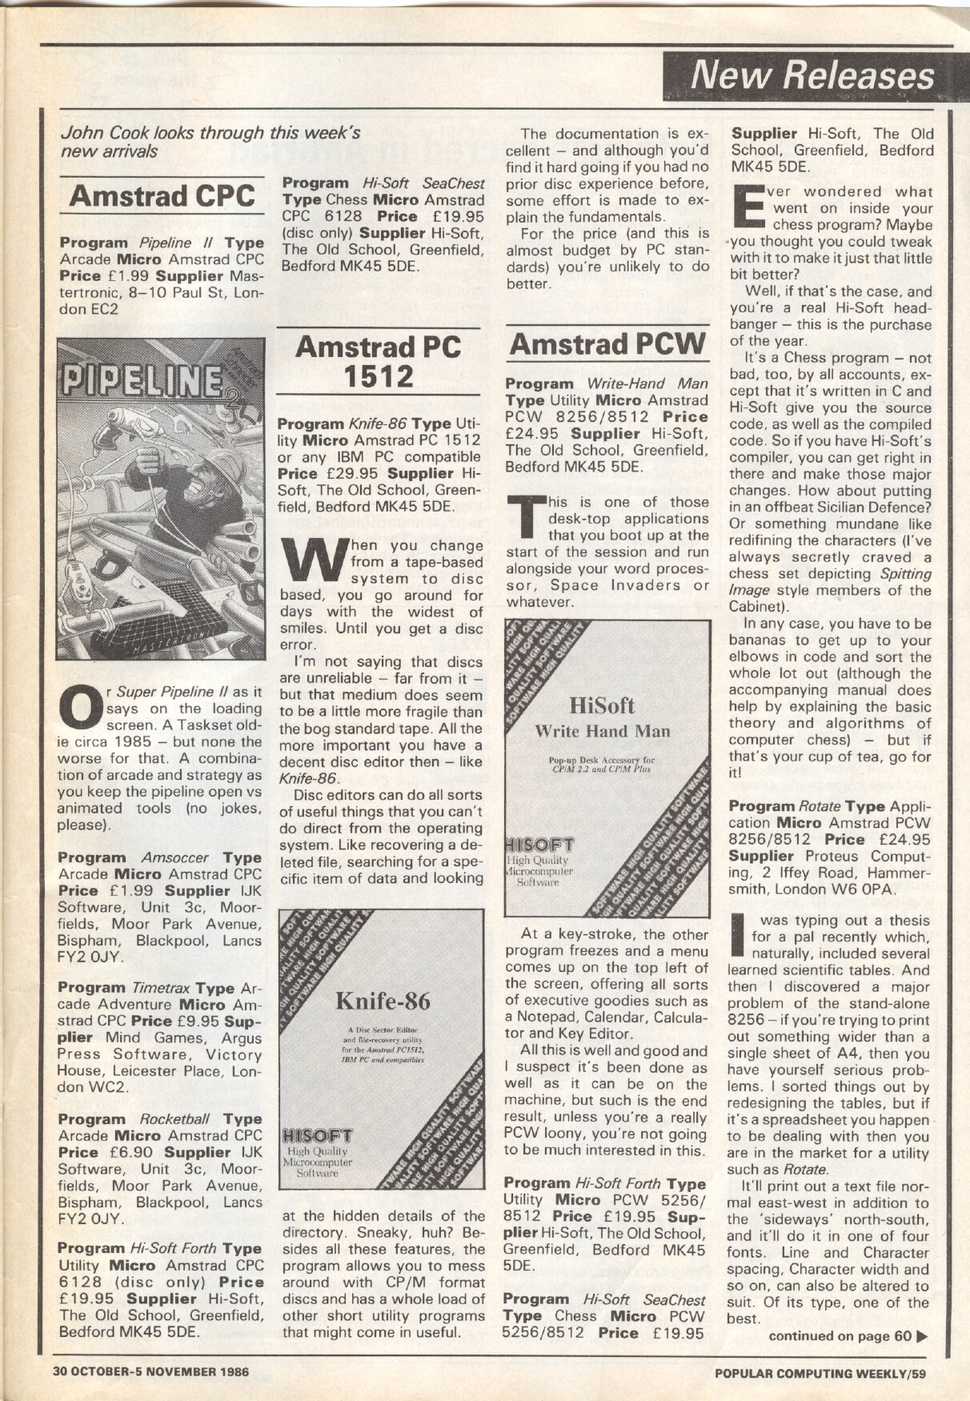 New Releases
John Cook looks through this week's
new arrivals
Amstrad CPC
Program Pipeline II Type
Arcade Micro Amstrad CPC
Price £1.99 Supplier Mas-
tertronic, 8–10 Paul St, Lon-
don EC2
PIPELINE 2
MASTERTRONIC
Or Super Pipeline II as it
says on the loading
screen. A Taskset old-
ie circa 1985 – but none the
worse for that. A combina-
tion of arcade and strategy as
you keep the pipeline open vs
animated tools (no jokes,
please).
Program Amsoccer Type
Arcade Micro Amstrad CPC
Price £1.99 Supplier IJK
Software, Unit 3c, Moor-
fields, Moor Park Avenue,
Bispham, Blackpool, Lancs
FY2 0JY.
Program Timetrax Type Ar-
cade Adventure Micro Am-
strad CPC Price £9.95 Sup-
plier Mind Games, Argus
Press Software, Victory
House, Leicester Place, Lon-
don WC2.
Program Rocketball Type
Arcade Micro Amstrad CPC
Price £6.90 Supplier IJK
Software, Unit 3c, Moor-
fields, Moor Park Avenue,
Bispham, Blackpool, Lancs
FY2 0JY.
Program Hi-Soft Forth Type
Utility Micro Amstrad CPC
6128 (disc only) Price
£19.95 Supplier Hi-Soft,
The Old School, Greenfield,
Bedford MK45 5DE.
Program Hi-Soft SeaChest
Type Chess Micro Amstrad
CPC 6128 Price £19.95
(disc only) Supplier Hi-Soft,
The Old School, Greenfield,
Bedford MK45 5DE.
Amstrad PC
1512
Program Knife-86 Type Uti-
lity Micro Amstrad PC 1512
or any IBM PC compatible
Price £29.95 Supplier Hi-
Soft, The Old School, Green-
field, Bedford MK45 5DE.
When you change
from a tape-based
system to disc
based, you go around for
days with the widest of
smiles. Until you get a disc
error.
I'm not saying that discs
are unreliable – far from it –
but that medium does seem
to be a little more fragile than
the bog standard tape. All the
more important you have a
decent disc editor then – like
Knife-86.
Disc editors can do all sorts
of useful things that you can't
do direct from the operating
system. Like recovering a de-
leted file, searching for a spe-
cific item of data and looking
Knife-86
A Disc Sector Editor
and file-recovery utility
for the Amstrad PC1512,
IBM PC and compatibles
HISOFT
High Quality
Microcomputer
Software
at the hidden details of the
directory. Sneaky, huh? Be-
sides all these features, the
program allows you to mess
around with CP/M format
discs and has a whole load of
other short utility programs
that might come in useful.
The documentation is ex-
cellent – and although you'd
find it hard going if you had no
prior disc experience before,
some effort is made to ex-
plain the fundamentals.
For the price (and this is
almost budget by PC stan-
dards) you're unlikely to do
better.
Amstrad PCW
Program Write-Hand Man
Type Utility Micro Amstrad
PCW 8256/8512 Price
£24.95 Supplier Hi-Soft,
The Old School, Greenfield,
Bedford MK45 5DE.
This is one of those
desk-top applications
that you boot up at the
start of the session and run
alongside your word proces-
sor, Space Invaders or
whatever.
HiSoft
Write Hand Man
Pop-up Desk Accessory for
CP/M 2.2 and CP/M Plus
HISOFT
High Quality
Microcomputer
Software
At a key-stroke, the other
program freezes and a menu
comes up on the top left of
the screen, offering all sorts
of executive goodies such as
a Notepad, Calendar, Calcula-
tor and Key Editor.
All this is well and good and
I suspect it's been done as
well as it can be on the
machine, but such is the end
result, unless you're a really
PCW loony, you're not going
to be much interested in this.
Program Hi-Soft Forth Type
Utility Micro PCW 5256/
8512 Price £19.95 Sup-
plier Hi-Soft, The Old School,
Greenfield, Bedford MK45
5DE.
Program Hi-Soft SeaChest
Type Chess Micro PCW
5256/8512 Price £19.95
Supplier Hi-Soft, The Old
School, Greenfield, Bedford
MK45 5DE.
Ever wondered what
went on inside your
chess program? Maybe
you thought you could tweak
with it to make it just that little
bit better?
Well, if that's the case, and
you're a real Hi-Soft head-
banger – this is the purchase
of the year.
It's a Chess program – not
bad, too, by all accounts, ex-
cept that it's written in C and
Hi-Soft give you the source
code, as well as the compiled
code. So if you have Hi-Soft's
compiler, you can get right in
there and make those major
changes. How about putting
in an offbeat Sicilian Defence?
Or something mundane like
redifining the characters (I've
always secretly craved a
chess set depicting Spitting
Image style members of the
Cabinet).
In any case, you have to be
bananas to get up to your
elbows in code and sort the
whole lot out (although the
accompanying manual does
help by explaining the basic
theory and algorithms of
computer chess) – but if
that's your cup of tea, go for
it!
Program Rotate Type Appli-
cation Micro Amstrad PCW
8256/8512 Price £24.95
Supplier Proteus Comput-
ing, 2 Iffey Road, Hammer-
smith, London W6 0PA.
I was typing out a thesis
for a pal recently which,
naturally, included several
learned scientific tables. And
then I discovered a major
problem of the stand-alone
8256 – if you're trying to print
out something wider than a
single sheet of A4, then you
have yourself serious prob-
lems. I sorted things out by
redesigning the tables, but if
it's a spreadsheet you happen
to be dealing with then you
are in the market for a utility
such as Rotate.
It'll print out a text file nor-
mal east-west in addition to
the 'sideways' north-south,
and it'll do it in one of four
fonts. Line and Character
spacing, Character width and
so on, can also be altered to
suit. Of its type, one of the
best.
continued on page 60 ▶
30 OCTOBER-5 NOVEMBER 1986
POPULAR COMPUTING WEEKLY/59